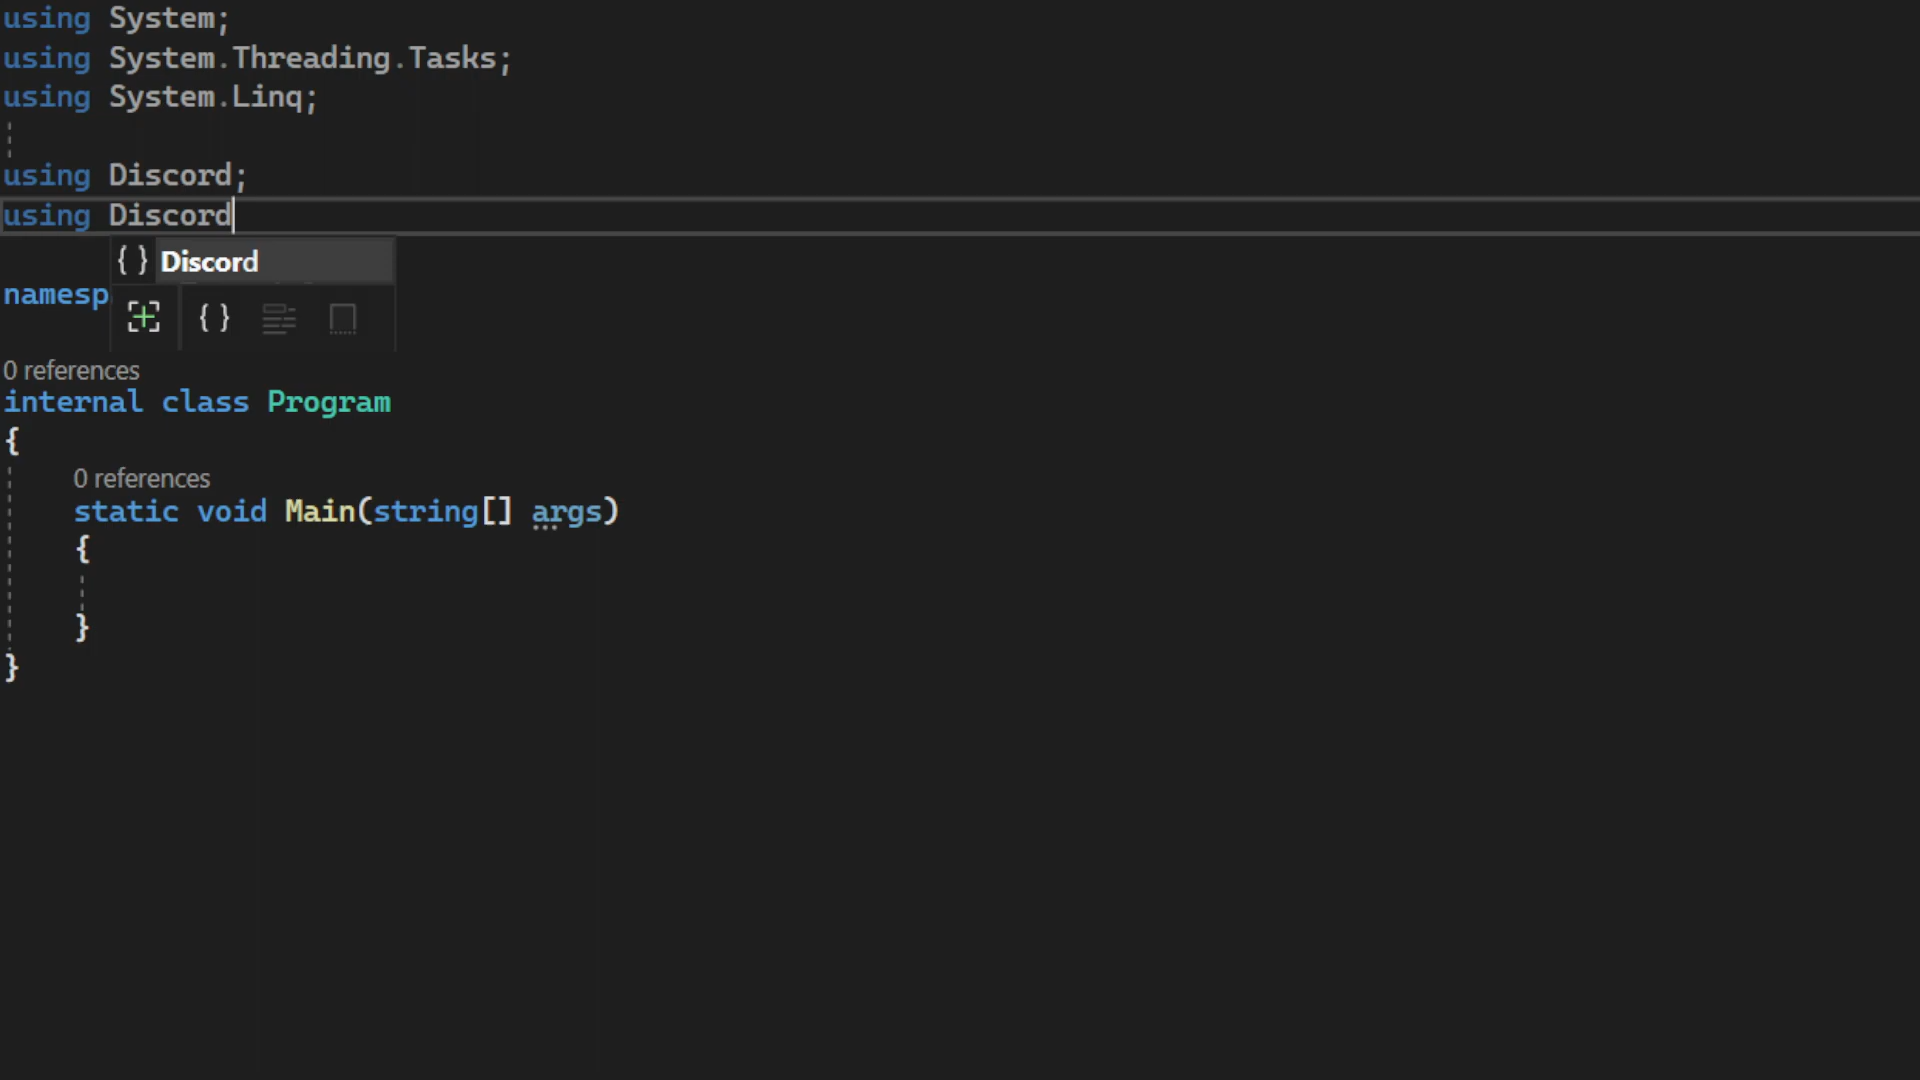 using System;
using System.Threading.Tasks;
using System.Linq;
using Discord;
using Discord
{ } Discord
namesp
{ }
0 references
internal class Program
{
0 references
static void Main(string[] args)
{
}
}